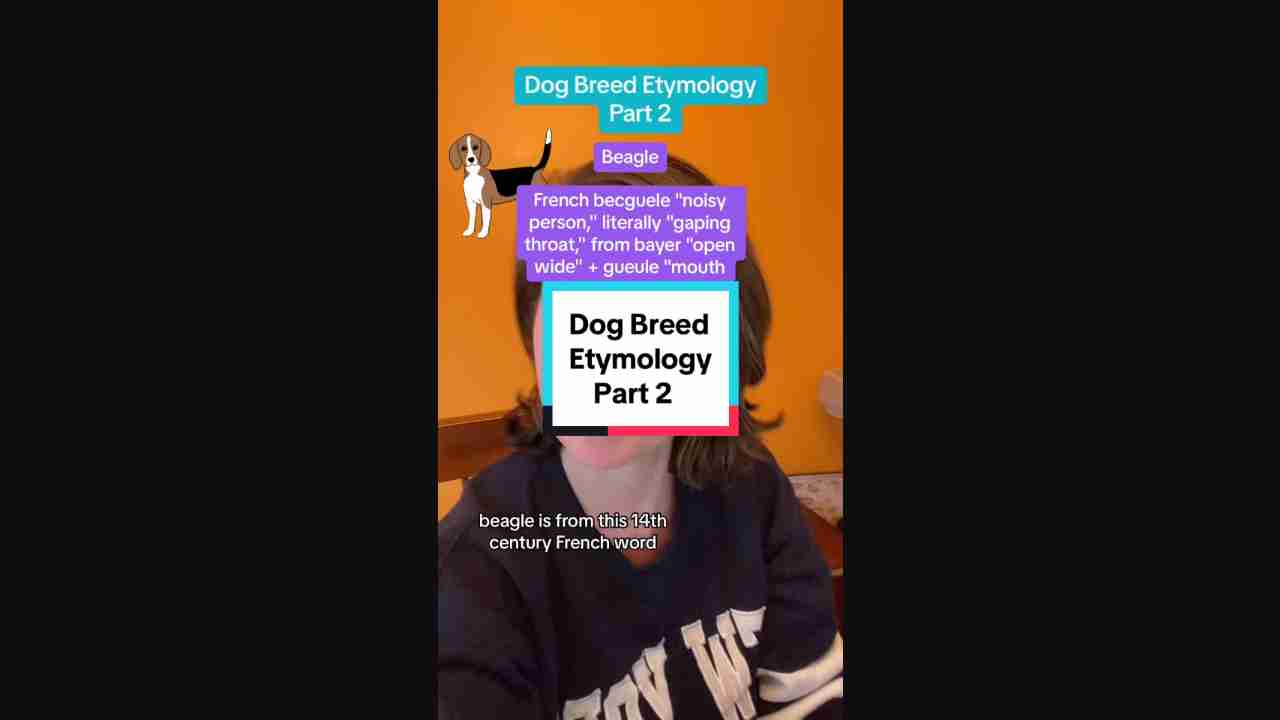 Dog Breed Etymology
Part 2
Beagle
French becguele "noisy
person," literally "gaping
throat," from bayer "open
wide" + gueule "mouth
Dog Breed
Etymology
Part 2
beagle is from this 14th
century French word